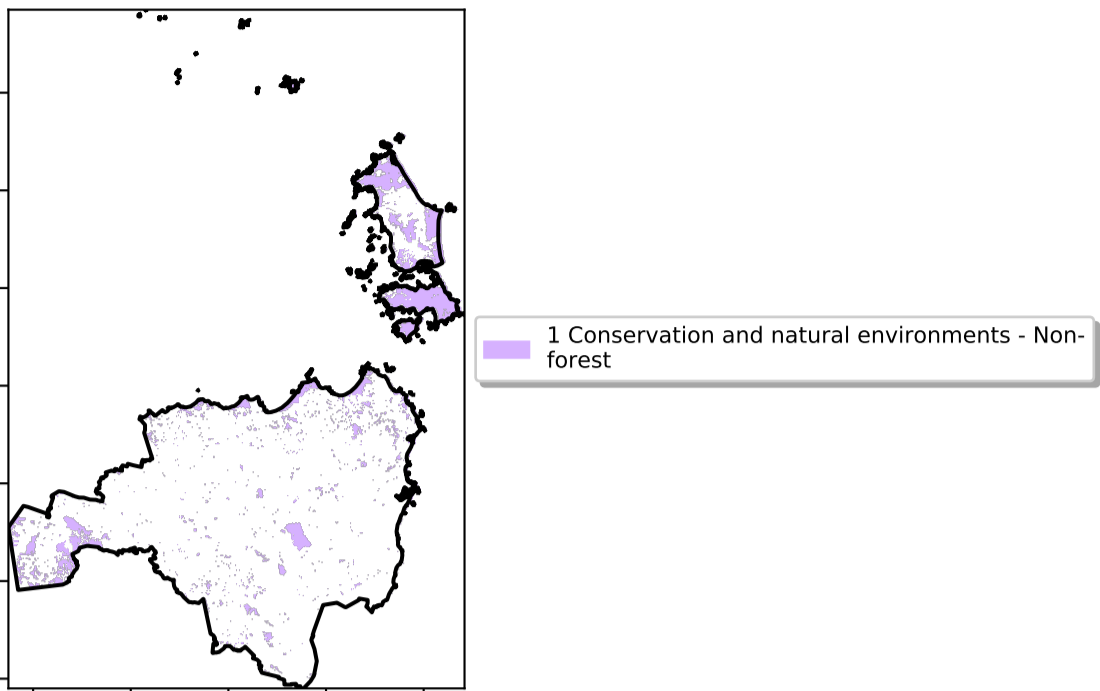 1 Conservation and natural environments - Non-
forest